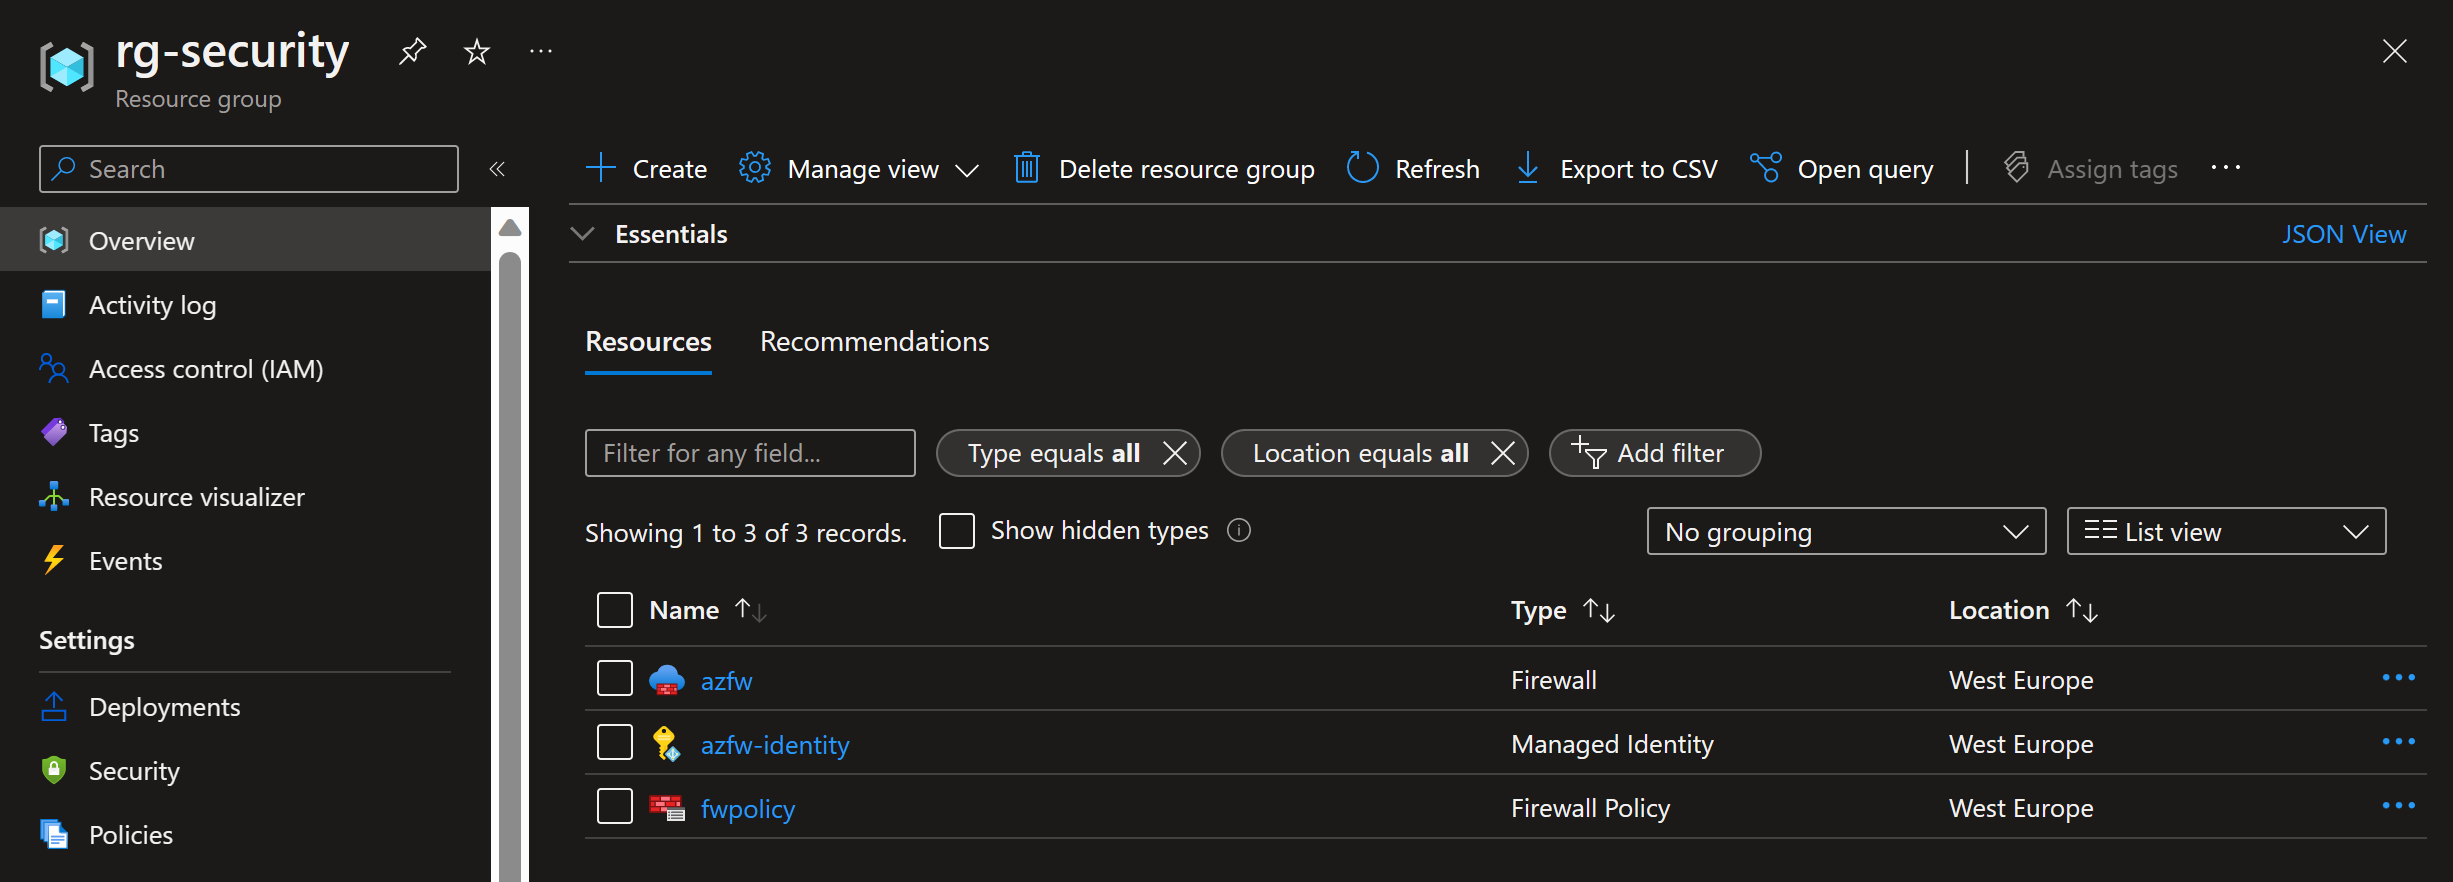 rg-security
Resource group
Search
Overview
Activity log
Access control (IAM)
Tags
Resource visualizer
Events
Settings
Deployments
Security
Policies
Create Manage view Delete resource group Refresh Export to CSV Open query Assign tags
Essentials JSON View
Resources Recommendations
Filter for any field... Type equals all Location equals all Add filter
Showing 1 to 3 of 3 records. Show hidden types No grouping List view
Name Type Location
azfw Firewall West Europe
azfw-identity Managed Identity West Europe
fwpolicy Firewall Policy West Europe